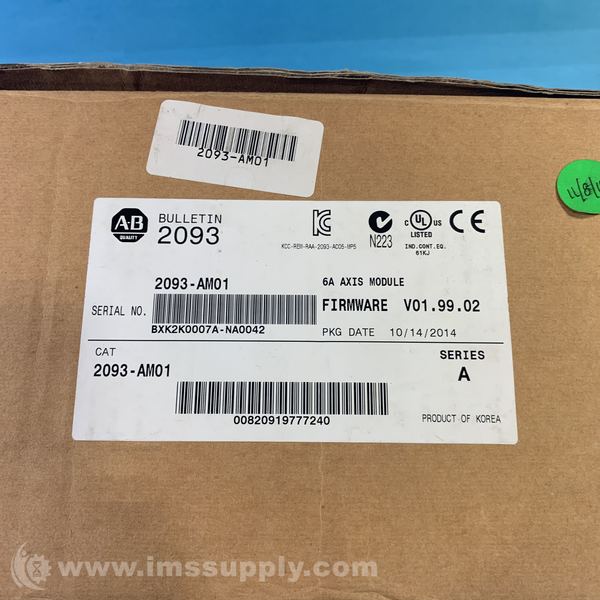 2093-AM01
A-B
QUALITY
BULLETIN
2093
KCC-REM-RAA-2093-AC05-MP5
N223
C UL US
LISTED
IND.CONT.EQ.
61KJ
CE
2093-AM01
6A AXIS MODULE
SERIAL NO.
BXK2K0007A-NA0042
FIRMWARE V01.99.02
PKG DATE 10/14/2014
CAT
2093-AM01
SERIES
A
00820919777240
PRODUCT OF KOREA
www.imssupply.com